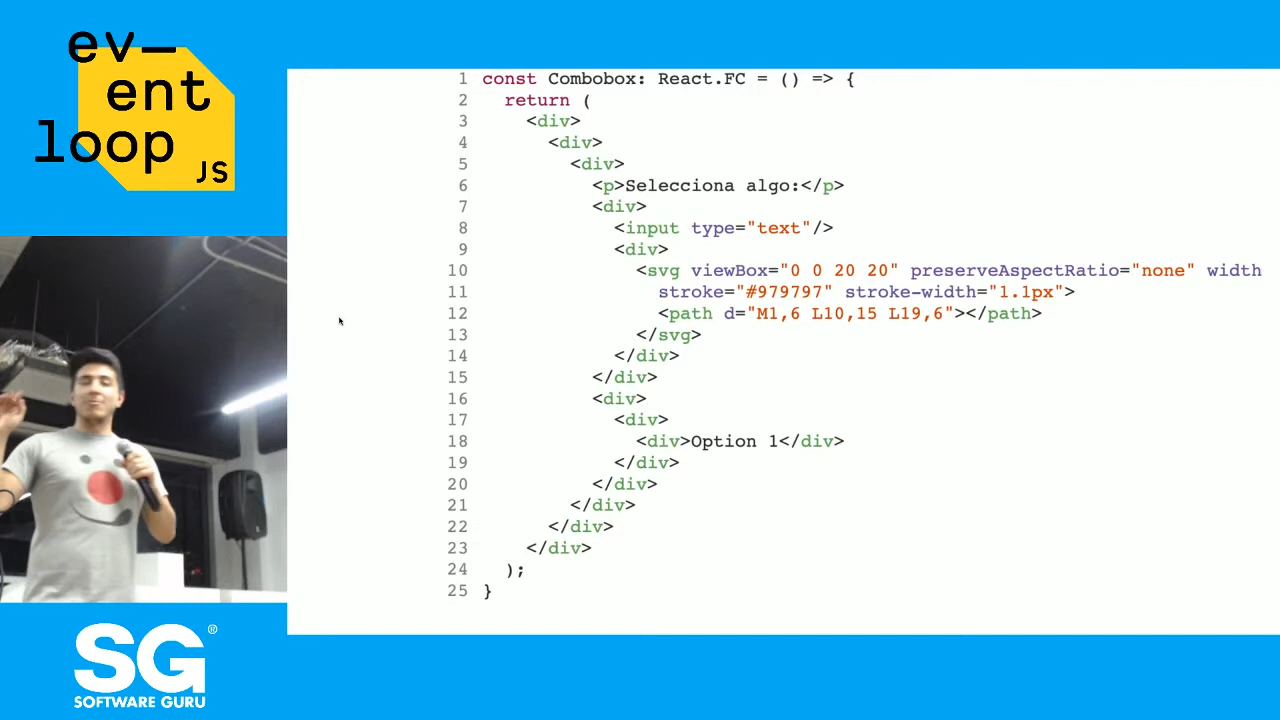 ev—
ent
loop
JS
1 const Combobox: React.FC = () => {
2 return (
3 <div>
4 <div>
5 <div>
6 <p>Selecciona algo:</p>
7 <div>
8 <input type="text"/>
9 <div>
10 <svg viewBox="0 0 20 20" preserveAspectRatio="none" width
11 stroke="#979797" stroke-width="1.1px">
12 <path d="M1,6 L10,15 L19,6"></path>
13 </svg>
14 </div>
15 </div>
16 <div>
17 <div>
18 <div>Option 1</div>
19 </div>
20 </div>
21 </div>
22 </div>
23 </div>
24 );
25 }
SG®
SOFTWARE GURU